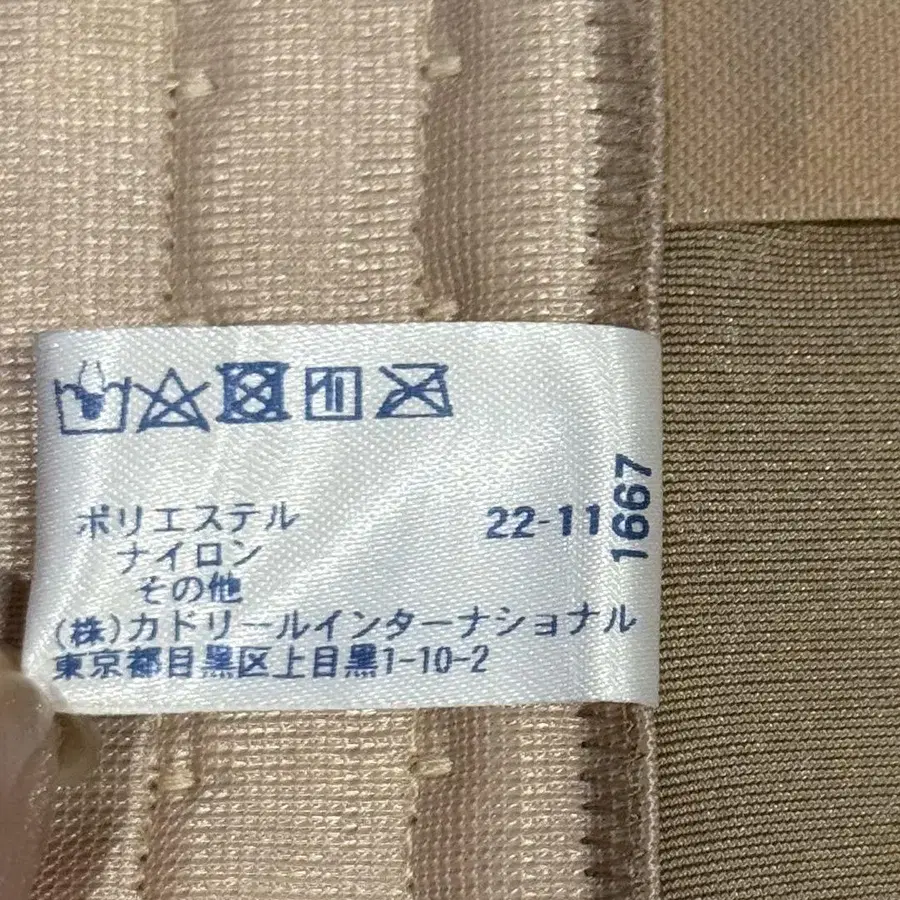 ポリエステル 22-11
ナイロン
その他
(株)カドリールインターナショナル
東京都目黒区上目黒1-10-2
1667